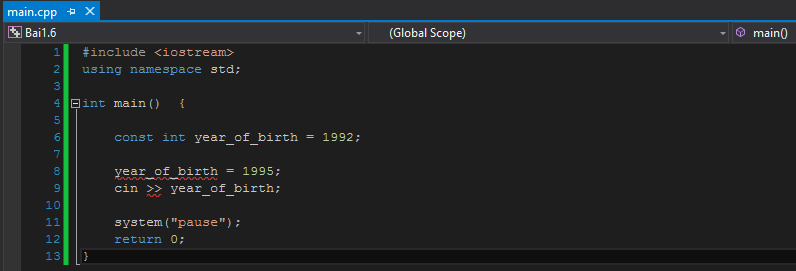 main.cpp
Bai1.6 (Global Scope) main()
1 #include <iostream>
2 using namespace std;
3
4 int main()  {
5
6     const int year_of_birth = 1992;
7
8     year_of_birth = 1995;
9     cin >> year_of_birth;
10
11     system("pause");
12     return 0;
13 }